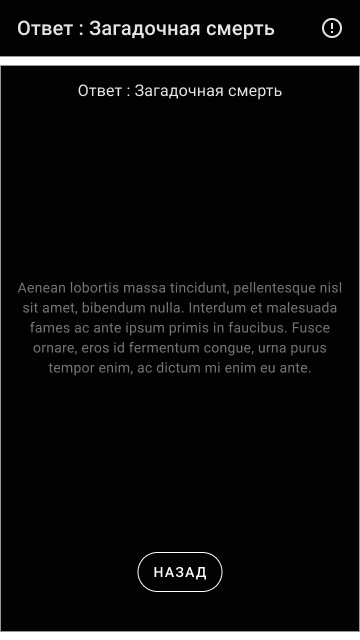 Ответ : Загадочная смерть
Ответ : Загадочная смерть
Aenean lobortis massa tincidunt, pellentesque nisl
sit amet, bibendum nulla. Interdum et malesuada
fames ac ante ipsum primis in faucibus. Fusce
ornare, eros id fermentum congue, urna purus
tempor enim, ac dictum mi enim eu ante.
НАЗАД